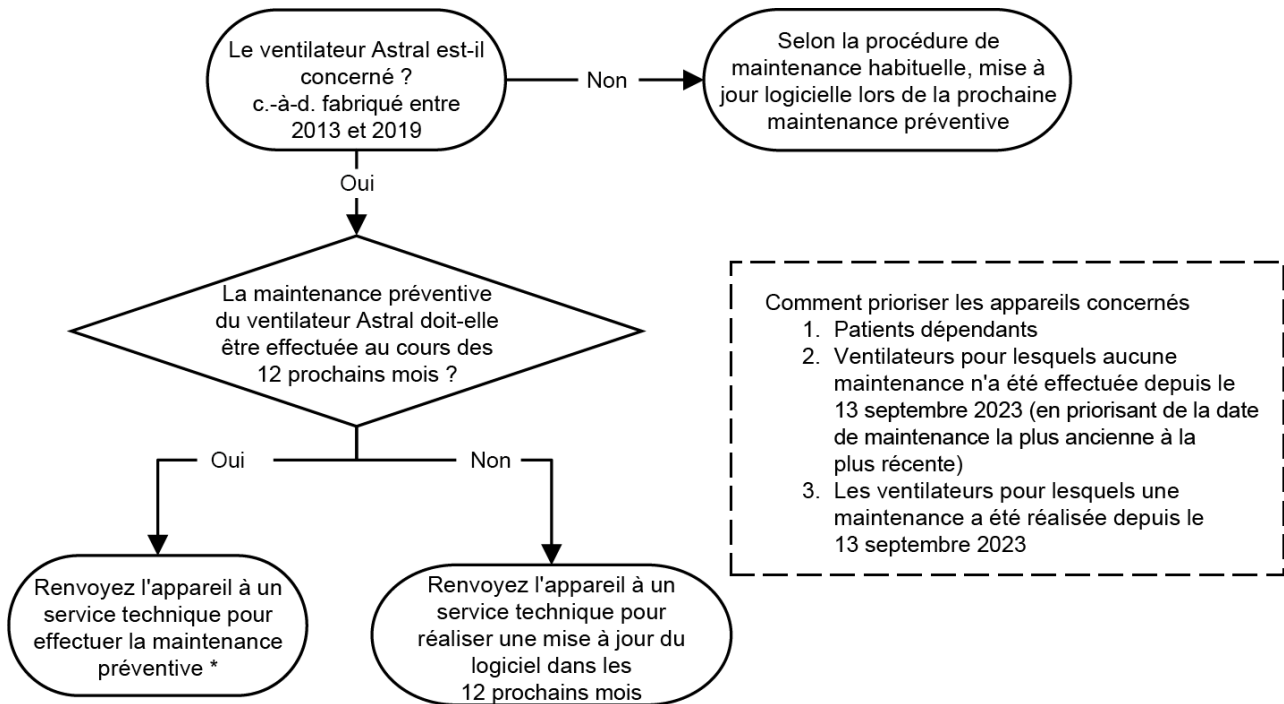 Le ventilateur Astral est-il
concerné ?
c.-à-d. fabriqué entre
2013 et 2019
Non
Selon la procédure de
maintenance habituelle, mise à
jour logicielle lors de la prochaine
maintenance préventive
Oui
La maintenance préventive
du ventilateur Astral doit-elle
être effectuée au cours des
12 prochains mois ?
Comment prioriser les appareils concernés
1. Patients dépendants
2. Ventilateurs pour lesquels aucune
maintenance n'a été effectuée depuis le
13 septembre 2023 (en priorisant de la date
de maintenance la plus ancienne à la
plus récente)
3. Les ventilateurs pour lesquels une
maintenance a été réalisée depuis le
13 septembre 2023
Oui
Non
Renvoyez l'appareil à un
service technique pour
effectuer la maintenance
préventive *
Renvoyez l'appareil à un
service technique pour
réaliser une mise à jour du
logiciel dans les
12 prochains mois